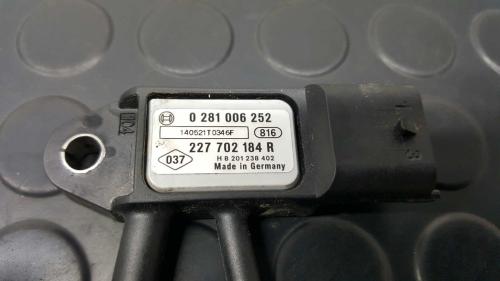 0 281 006 252
140521T0346F 816
227 702 184 R
037 H B 201 238 402
Made in Germany